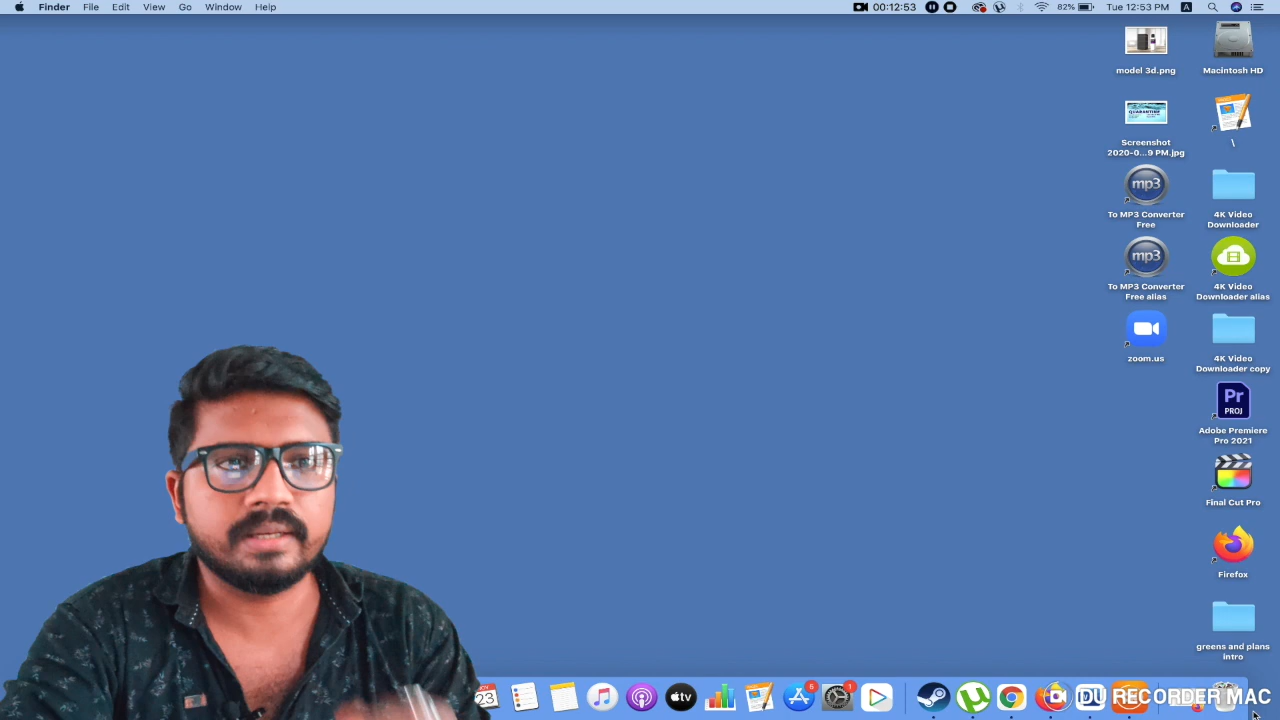 Finder File Edit View Go Window Help 00:12:53 82% Tue 12:53 PM A
model 3d.png
Macintosh HD
Screenshot
2020-0...9 PM.jpg
\
To MP3 Converter
Free
4K Video
Downloader
mp3
To MP3 Converter
Free alias
mp3
4K Video
Downloader alias
zoom.us
4K Video
Downloader copy
Pr
PROJ
Adobe Premiere
Pro 2021
Final Cut Pro
Firefox
greens and plans
intro
23
tv
6
1
DU RECORDER MAC